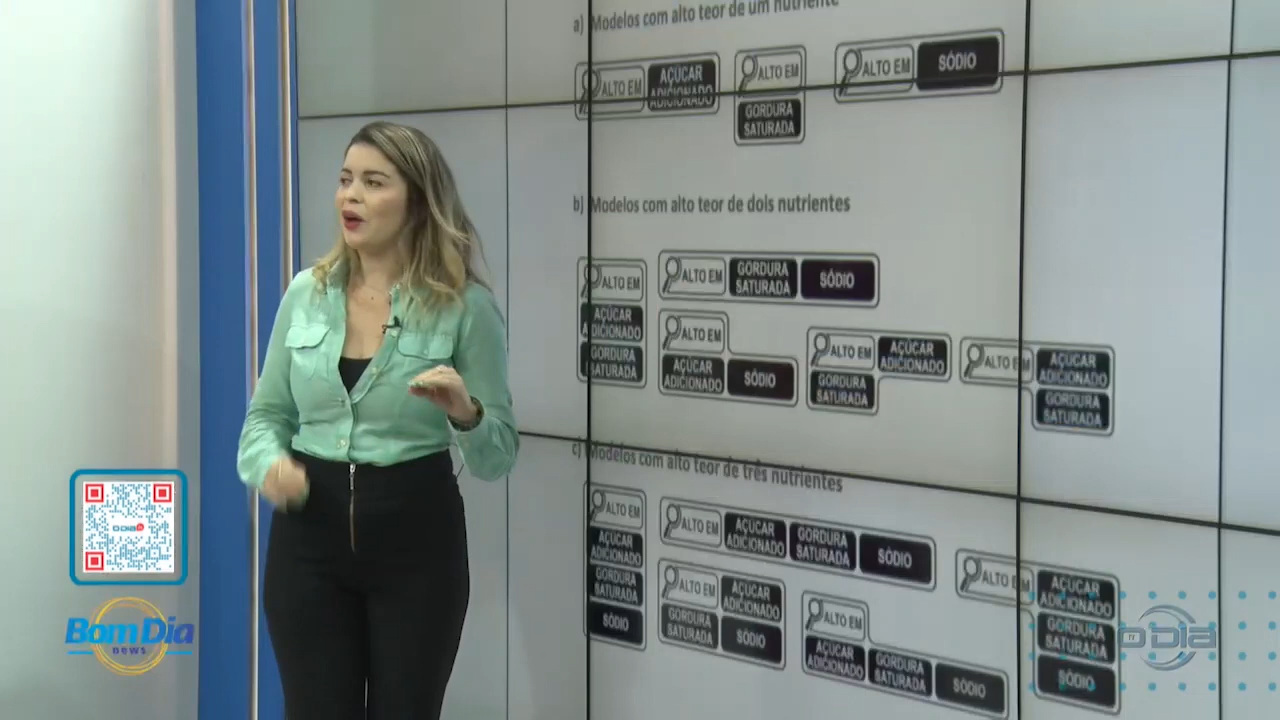 a) Modelos com alto teor de um nutriente
ALTO EM
AÇÚCAR
ADICIONADO
ALTO EM
GORDURA
SATURADA
ALTO EM
SÓDIO
b) Modelos com alto teor de dois nutrientes
ALTO EM
AÇÚCAR
ADICIONADO
GORDURA
SATURADA
ALTO EM
GORDURA
SATURADA
SÓDIO
ALTO EM
AÇÚCAR
ADICIONADO
SÓDIO
ALTO EM
AÇÚCAR
ADICIONADO
GORDURA
SATURADA
ALTO EM
AÇÚCAR
ADICIONADO
GORDURA
SATURADA
c) Modelos com alto teor de três nutrientes
ALTO EM
AÇÚCAR
ADICIONADO
GORDURA
SATURADA
SÓDIO
ALTO EM
AÇÚCAR
ADICIONADO
GORDURA
SATURADA
SÓDIO
ALTO EM
AÇÚCAR
ADICIONADO
GORDURA
SATURADA
SÓDIO
ALTO EM
AÇÚCAR
ADICIONADO
GORDURA
SATURADA
SÓDIO
ALTO EM
AÇÚCAR
ADICIONADO
GORDURA
SATURADA
SÓDIO
O DIA
Bom Dia
news
TV O DIA